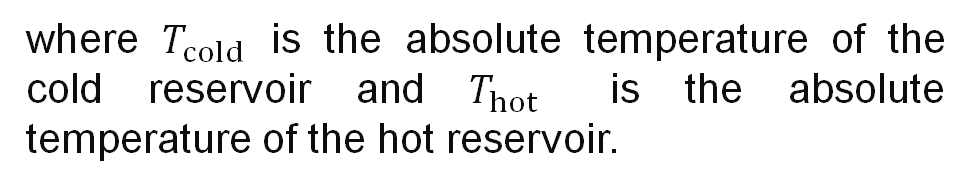 where T_cold is the absolute temperature of the
cold reservoir and T_hot is the absolute
temperature of the hot reservoir.